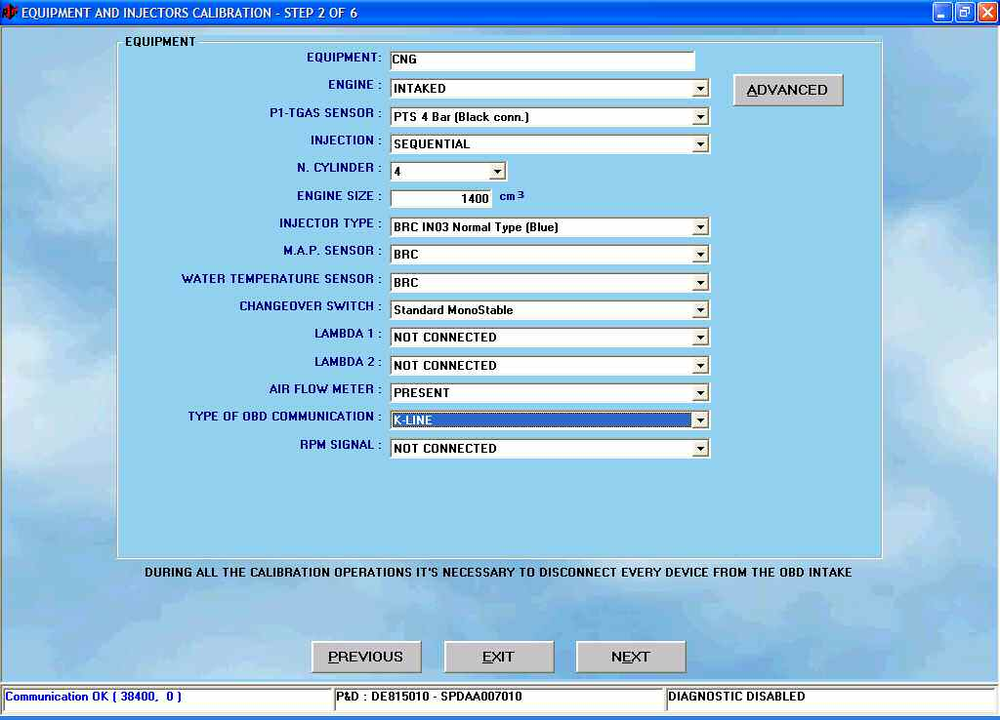 EQUIPMENT AND INJECTORS CALIBRATION - STEP 2 OF 6
EQUIPMENT
EQUIPMENT: CNG
ENGINE : INTAKED
ADVANCED
P1-TGAS SENSOR : PTS 4 Bar (Black conn.)
INJECTION : SEQUENTIAL
N. CYLINDER : 4
ENGINE SIZE : 1400 cm 3
INJECTOR TYPE : BRC IN03 Normal Type (Blue)
M.A.P. SENSOR : BRC
WATER TEMPERATURE SENSOR : BRC
CHANGEOVER SWITCH : Standard MonoStable
LAMBDA 1 : NOT CONNECTED
LAMBDA 2 : NOT CONNECTED
AIR FLOW METER : PRESENT
TYPE OF OBD COMMUNICATION : K-LINE
RPM SIGNAL : NOT CONNECTED
DURING ALL THE CALIBRATION OPERATIONS IT'S NECESSARY TO DISCONNECT EVERY DEVICE FROM THE OBD INTAKE
PREVIOUS EXIT NEXT
Communication OK ( 38400, 0 ) P&D : DE815010 - SPDAA007010 DIAGNOSTIC DISABLED